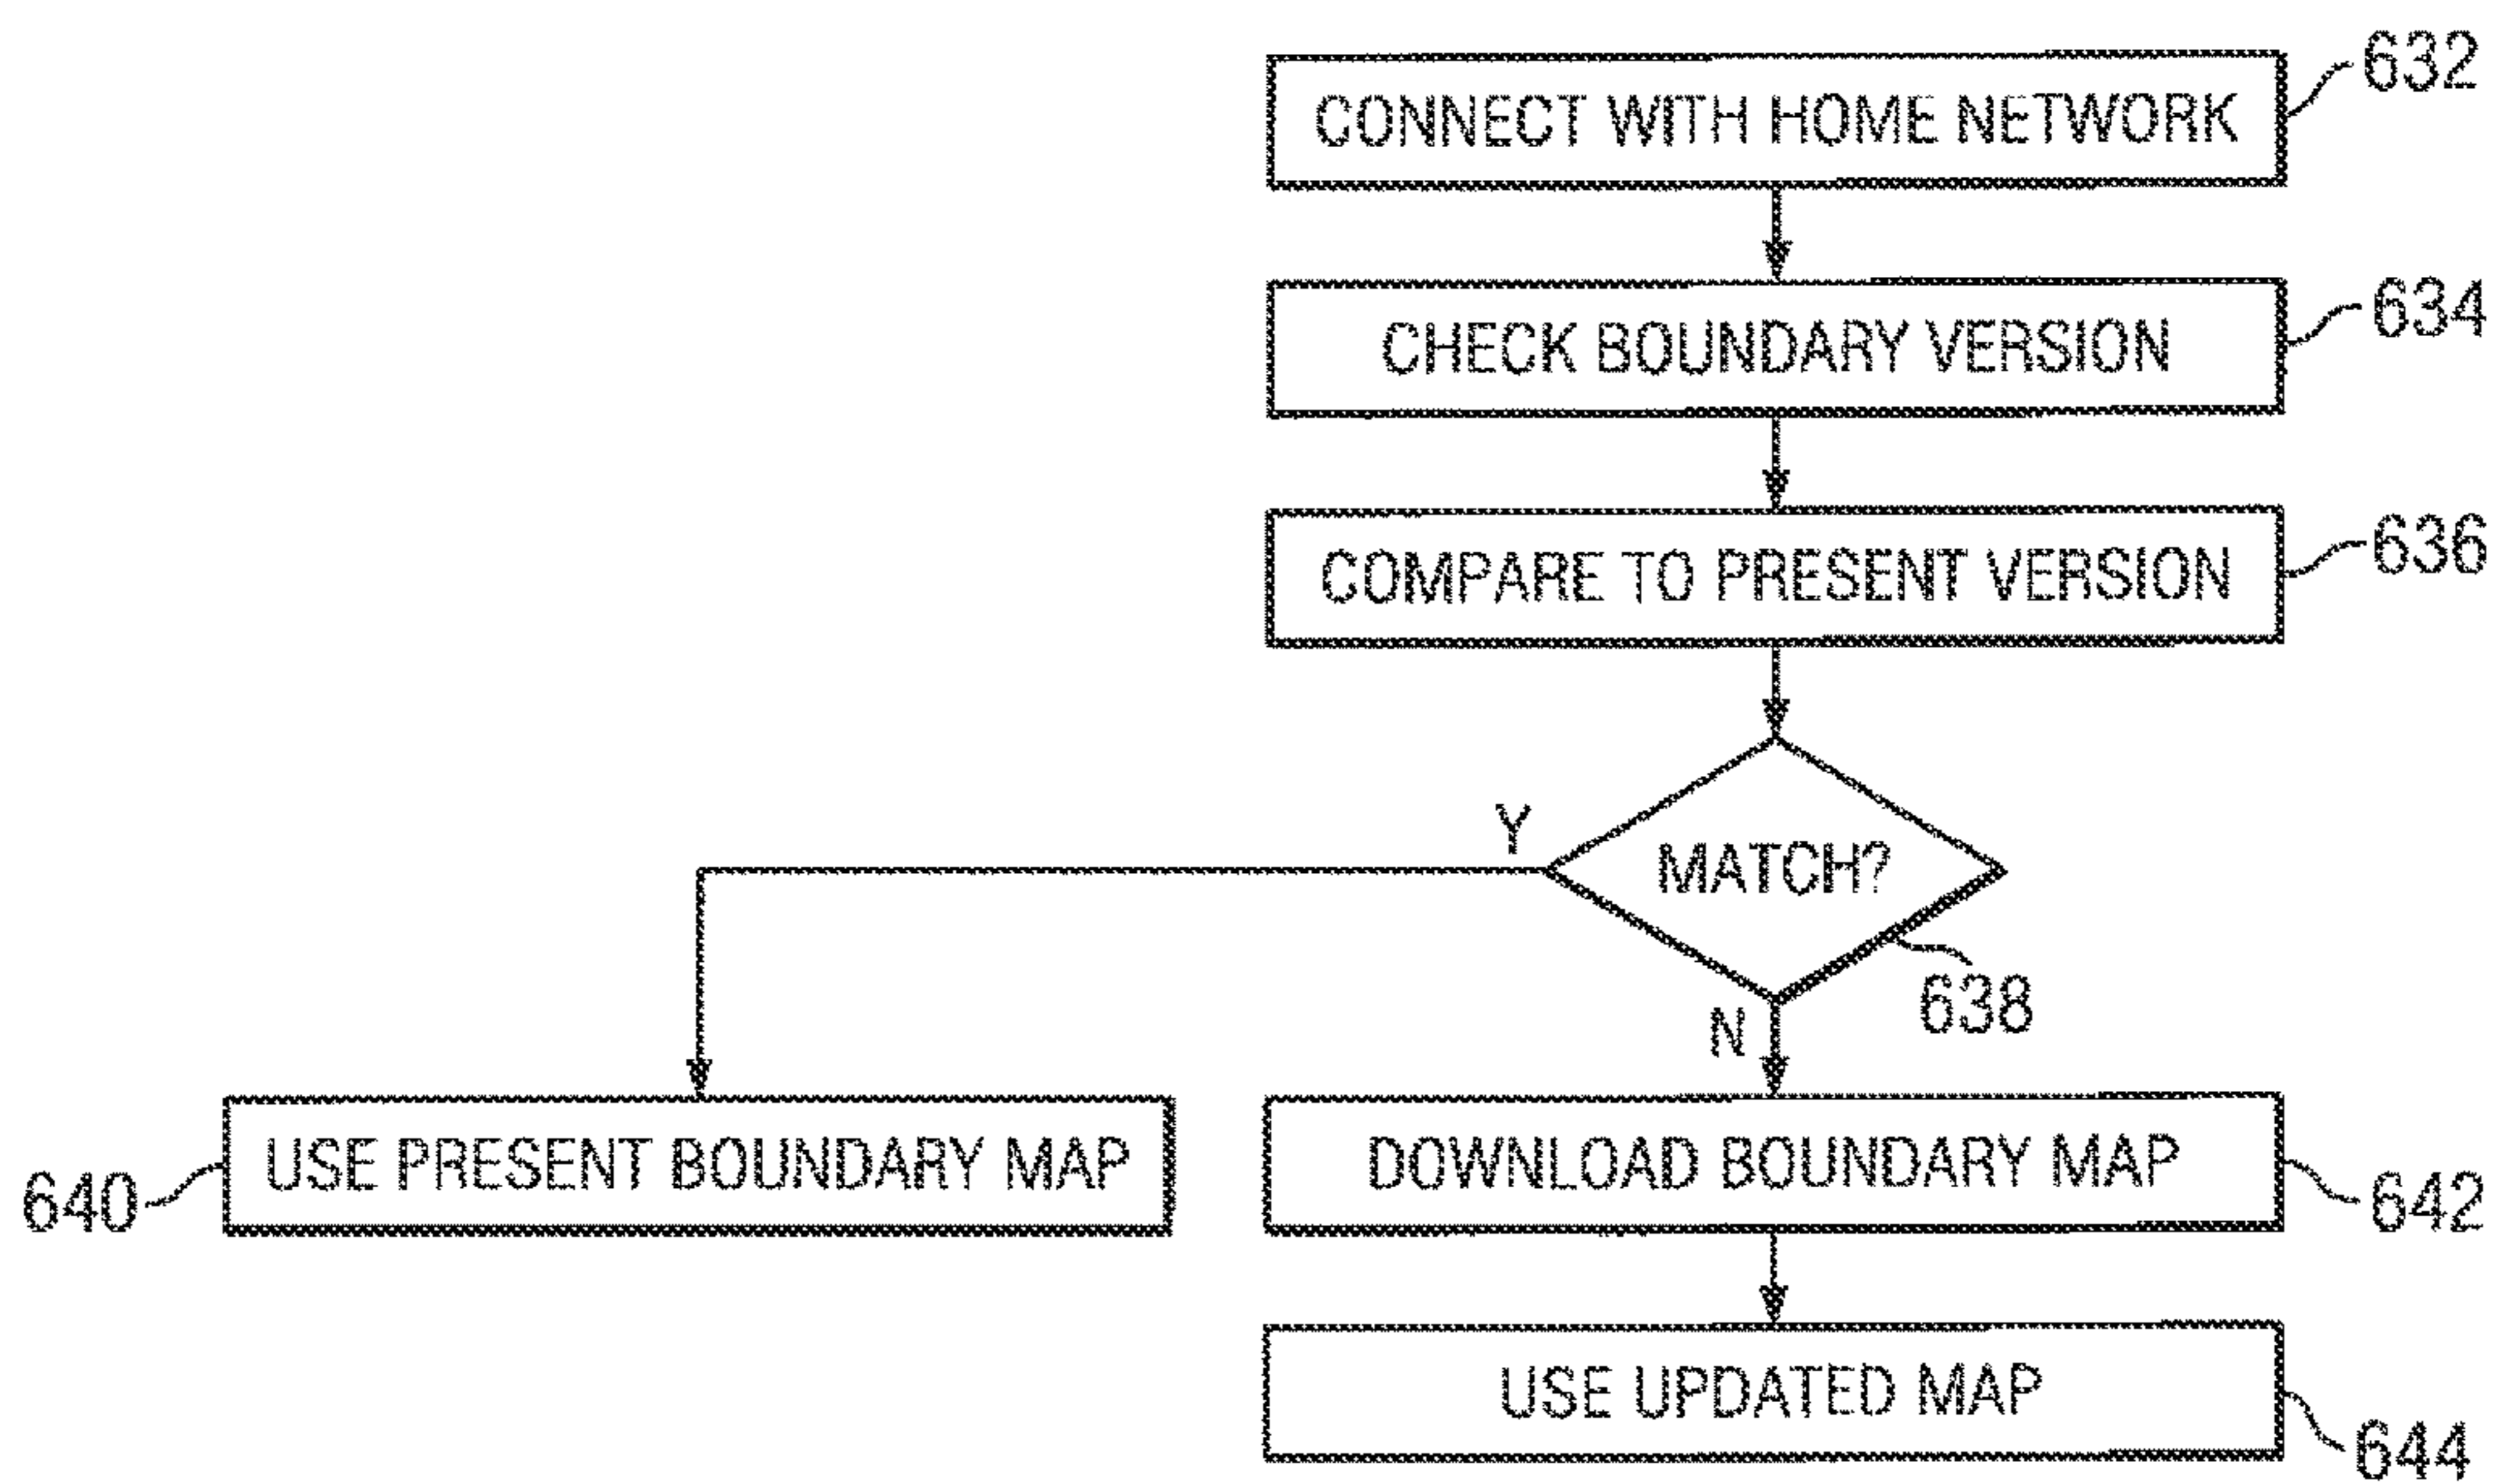 CONNECT WITH HOME NETWORK
632
CHECK BOUNDARY VERSION
634
COMPARE TO PRESENT VERSION
636
Y
MATCH?
638
N
640
USE PRESENT BOUNDARY MAP
DOWNLOAD BOUNDARY MAP
642
USE UPDATED MAP
644